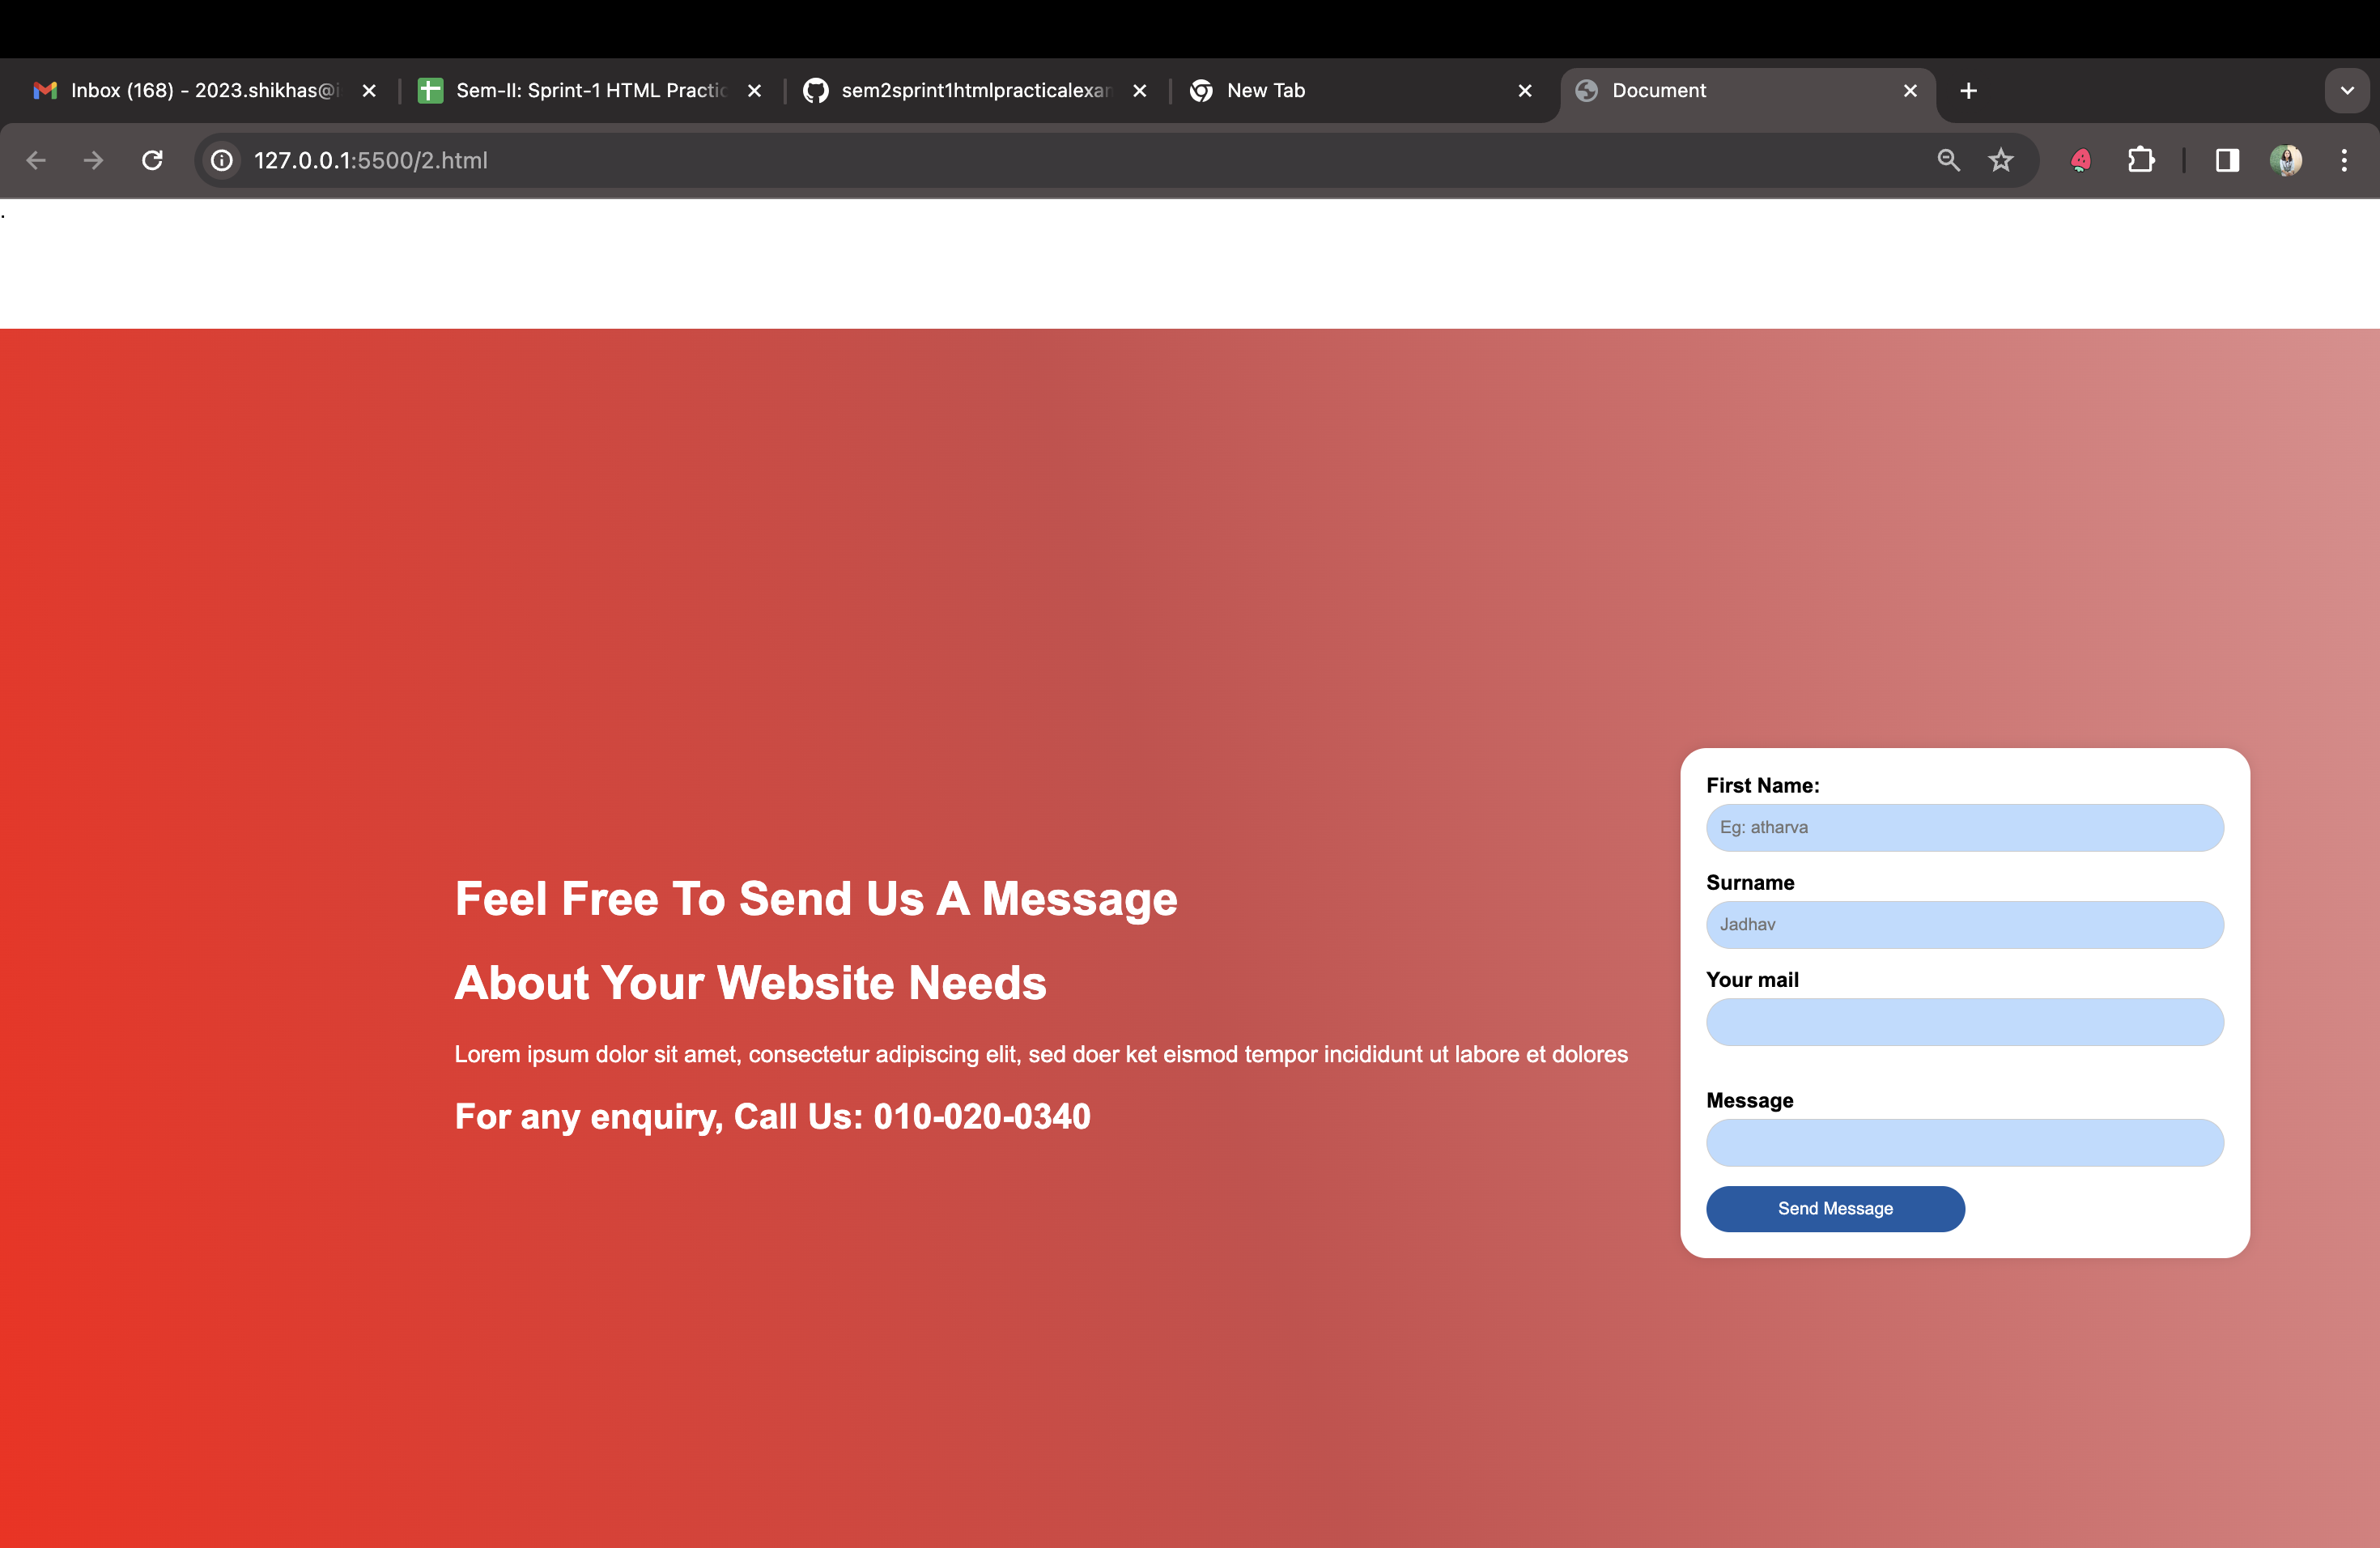 Inbox (168) - 2023.shikhas@
Sem-II: Sprint-1 HTML Practic
sem2sprint1htmlpracticalexam
New Tab
Document
127.0.0.1:5500/2.html
.
First Name:
Eg: atharva
Surname
Jadhav
Your mail
Message
Send Message
Feel Free To Send Us A Message
About Your Website Needs
Lorem ipsum dolor sit amet, consectetur adipiscing elit, sed doer ket eismod tempor incididunt ut labore et dolores
For any enquiry, Call Us: 010-020-0340